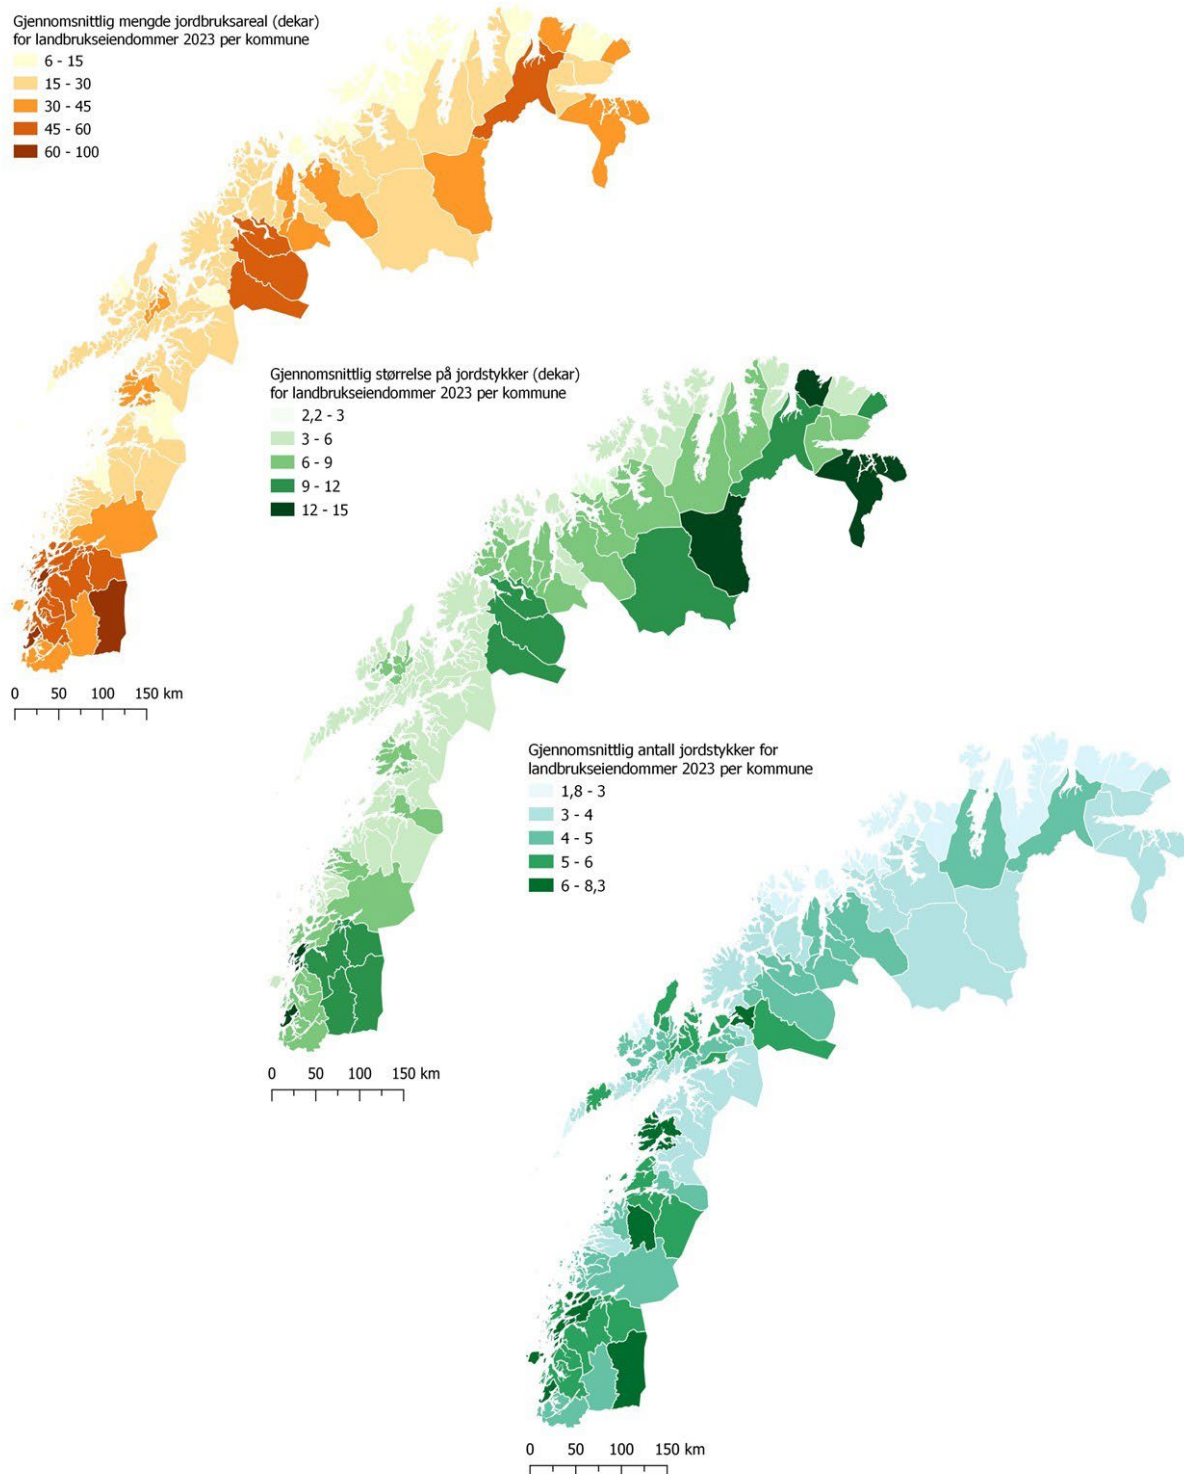 Gjennomsnittlig mengde jordbruksareal (dekar)
for landbrukseiendommer 2023 per kommune
6 - 15
15 - 30
30 - 45
45 - 60
60 - 100
0 50 100 150 km
Gjennomsnittlig størrelse på jordstykker (dekar)
for landbrukseiendommer 2023 per kommune
2,2 - 3
3 - 6
6 - 9
9 - 12
12 - 15
0 50 100 150 km
Gjennomsnittlig antall jordstykker for
landbrukseiendommer 2023 per kommune
1,8 - 3
3 - 4
4 - 5
5 - 6
6 - 8,3
0 50 100 150 km